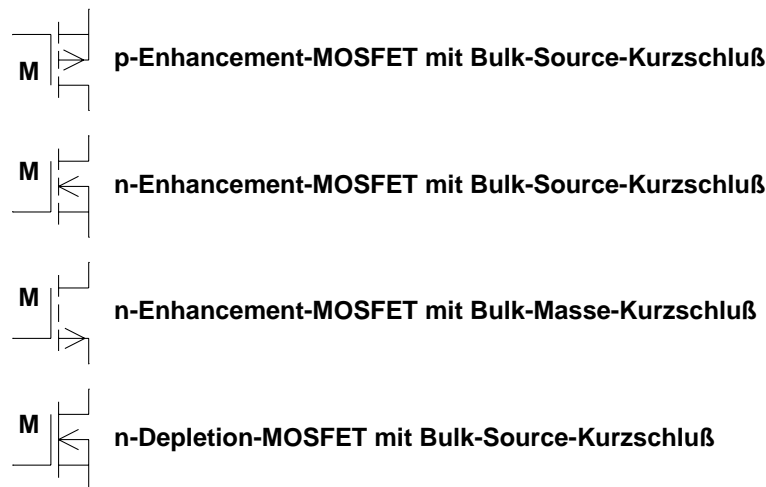 M p-Enhancement-MOSFET mit Bulk-Source-Kurzschluß
M n-Enhancement-MOSFET mit Bulk-Source-Kurzschluß
M n-Enhancement-MOSFET mit Bulk-Masse-Kurzschluß
M n-Depletion-MOSFET mit Bulk-Source-Kurzschluß